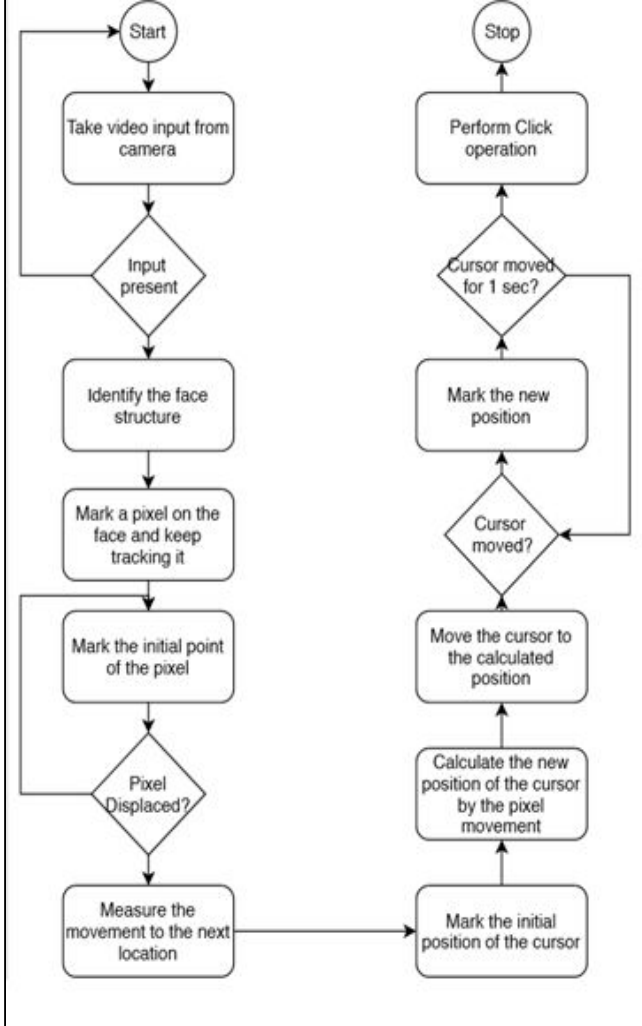 Start
Take video input from
camera
Input
present
Identify the face
structure
Mark a pixel on the
face and keep
tracking it
Mark the initial point
of the pixel
Pixel
Displaced?
Measure the
movement to the next
location
Mark the initial
position of the cursor
Calculate the new
position of the cursor
by the pixel
movement
Move the cursor to
the calculated
position
Cursor
moved?
Mark the new
position
Cursor moved
for 1 sec?
Perform Click
operation
Stop